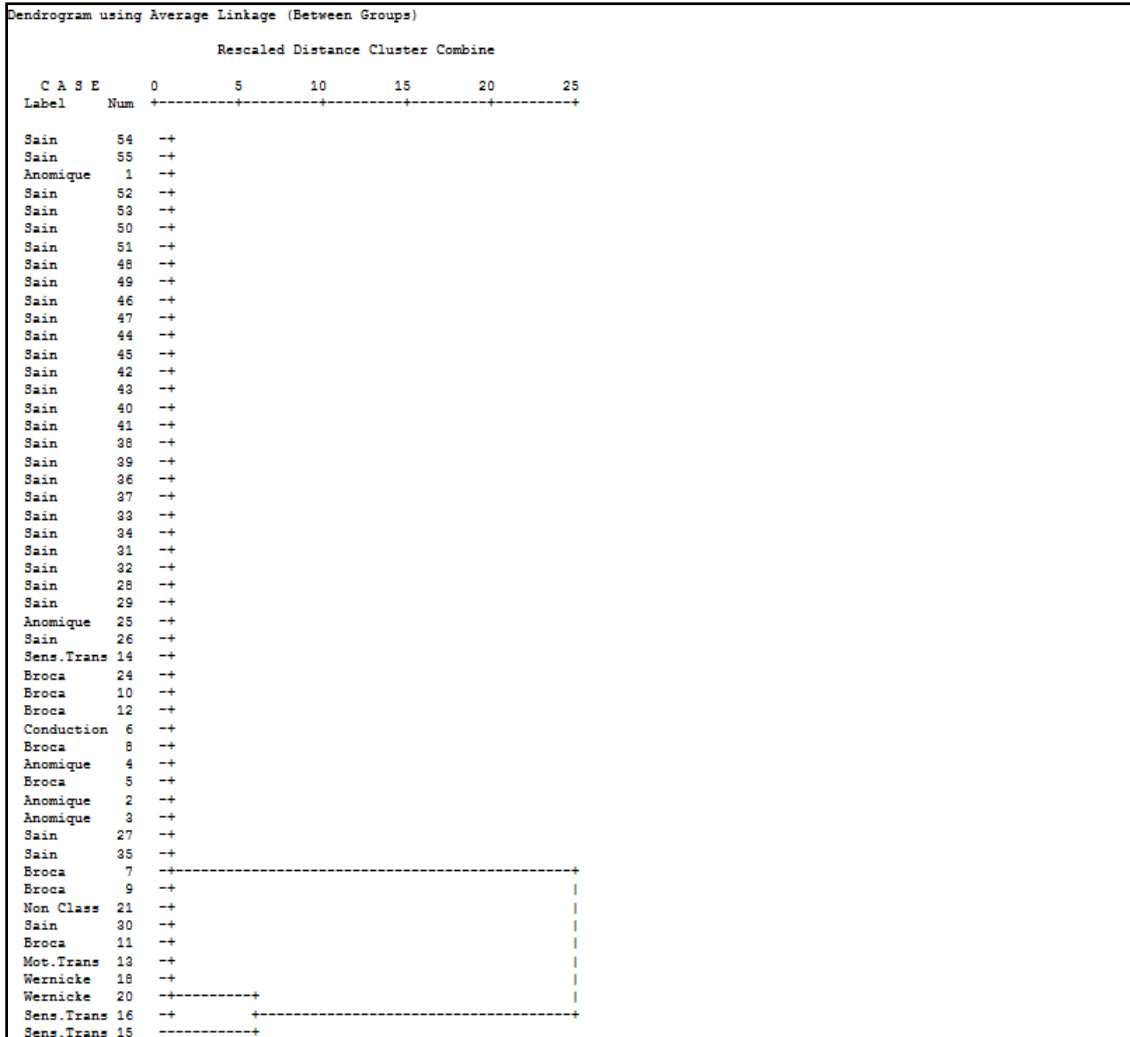 Dendrogram using Average Linkage (Between Groups)
Rescaled Distance Cluster Combine
C A S E 0 5 10 15 20 25
Label Num +---------+---------+---------+---------+---------+
Sain 54 -+
Sain 55 -+
Anomique 1 -+
Sain 52 -+
Sain 53 -+
Sain 50 -+
Sain 51 -+
Sain 48 -+
Sain 49 -+
Sain 46 -+
Sain 47 -+
Sain 44 -+
Sain 45 -+
Sain 42 -+
Sain 43 -+
Sain 40 -+
Sain 41 -+
Sain 38 -+
Sain 39 -+
Sain 36 -+
Sain 37 -+
Sain 33 -+
Sain 34 -+
Sain 31 -+
Sain 32 -+
Sain 28 -+
Sain 29 -+
Anomique 25 -+
Sain 26 -+
Sens.Trans 14 -+
Broca 24 -+
Broca 10 -+
Broca 12 -+
Conduction 6 -+
Broca 8 -+
Anomique 4 -+
Broca 5 -+
Anomique 2 -+
Anomique 3 -+
Sain 27 -+
Sain 35 -+
Broca 7 -+-----------------------------------------------+
Broca 9 -+ |
Non Class 21 -+ |
Sain 30 -+ |
Broca 11 -+ |
Mot.Trans 13 -+ |
Wernicke 18 -+ |
Wernicke 20 -+---------+ |
Sens.Trans 16 -+ +-------------------------------------+
Sens.Trans 15 -----------+